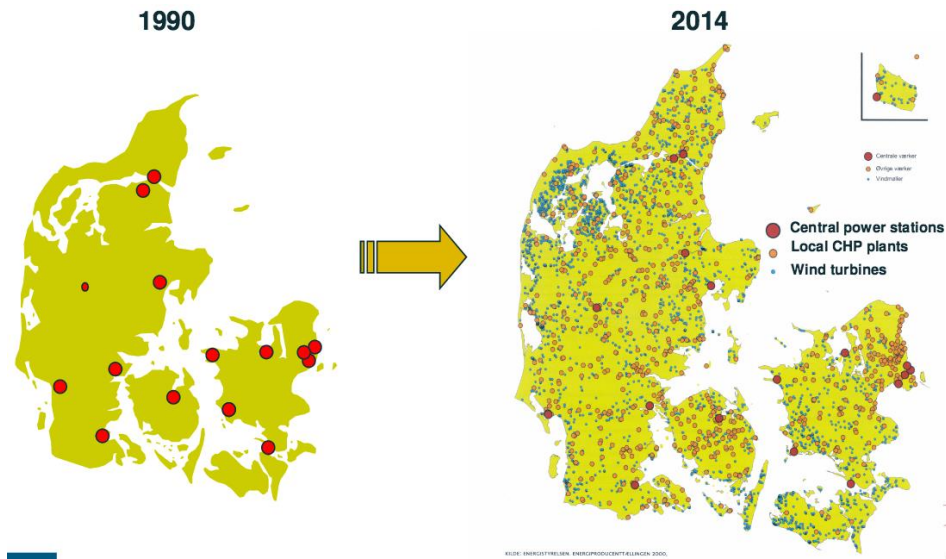 1990
2014
Centrale værker
Øvrige værker
Vindmøller
Central power stations
Local CHP plants
Wind turbines
KILDE: ENERGISTYRELSEN. ENERGIPRODUCENTTÆLLINGEN 2000.